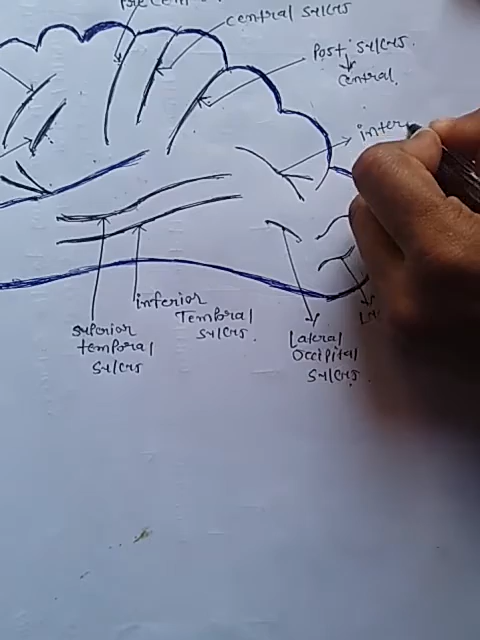 central sulcus
Post sulcus.
central
inter
inferior
Temporal
sulcus.
superior
temporal
sulcus
Lateral
Occipital
sulcus.